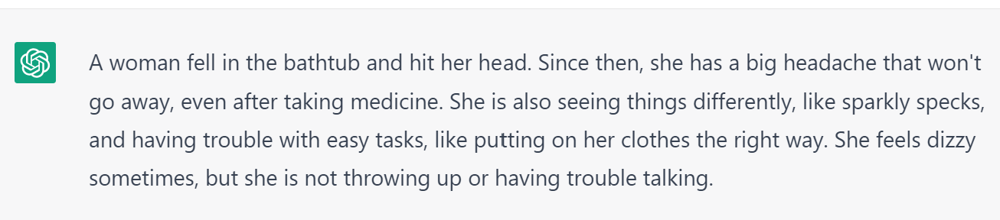 A woman fell in the bathtub and hit her head. Since then, she has a big headache that won't
go away, even after taking medicine. She is also seeing things differently, like sparkly specks,
and having trouble with easy tasks, like putting on her clothes the right way. She feels dizzy
sometimes, but she is not throwing up or having trouble talking.